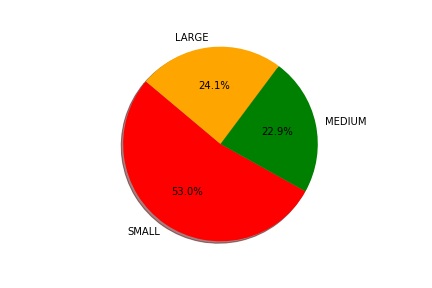 LARGE
24.1%
MEDIUM
22.9%
53.0%
SMALL